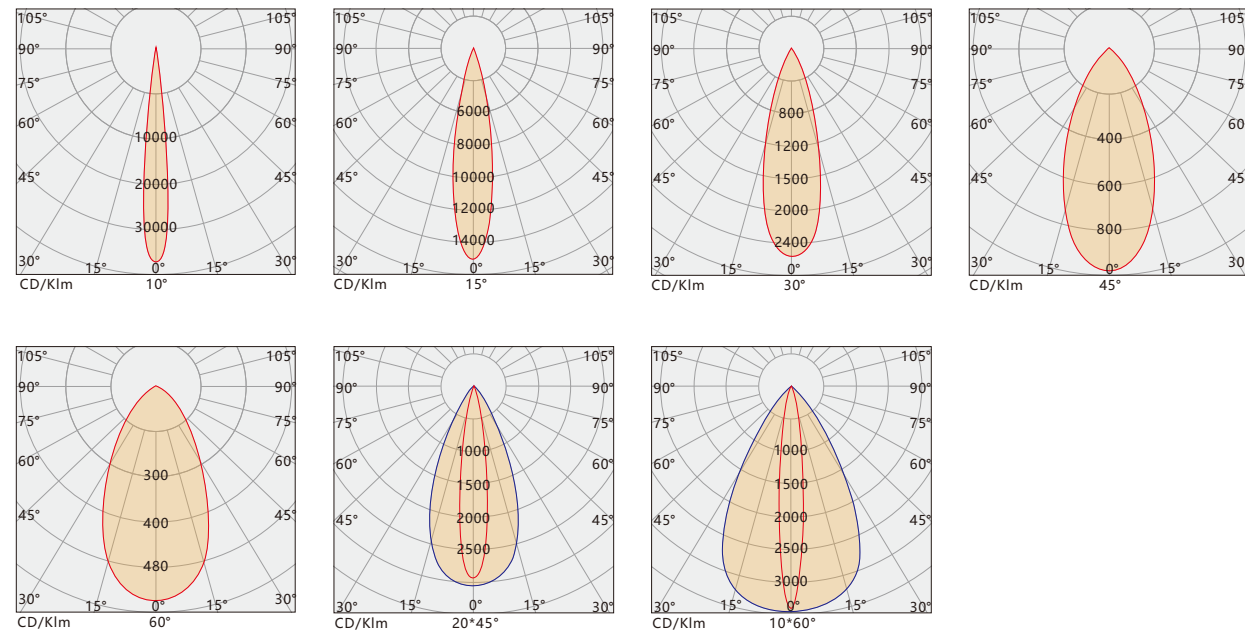 105° 105° 105° 105° 105° 105° 105° 105°
90° 90° 90° 90° 90° 90° 90° 90°
75° 75° 75° 75° 75° 75° 75° 75°
60° 60° 60° 60° 60° 60° 60° 60°
10000 6000 800 400
8000 1200
45° 20000 45° 45° 10000 45° 45° 1500 45° 45° 600 45°
30000 12000 2000 800
14000 2400
30° 15° 0° 15° 30° 30° 15° 0° 15° 30° 30° 15° 0° 15° 30° 30° 15° 0° 15° 30°
CD/Klm 10° CD/Klm 15° CD/Klm 30° CD/Klm 45°
105° 105° 105° 105° 105° 105°
90° 90° 90° 90° 90° 90°
75° 75° 75° 75° 75° 75°
60° 60° 60° 60° 60° 60°
300 1000 1000
1500 1500
45° 400 45° 45° 2000 45° 45° 2000 45°
480 2500 2500
3000
30° 15° 0° 15° 30° 30° 15° 0° 15° 30° 30° 15° 0° 15° 30°
CD/Klm 60° CD/Klm 20*45° CD/Klm 10*60°